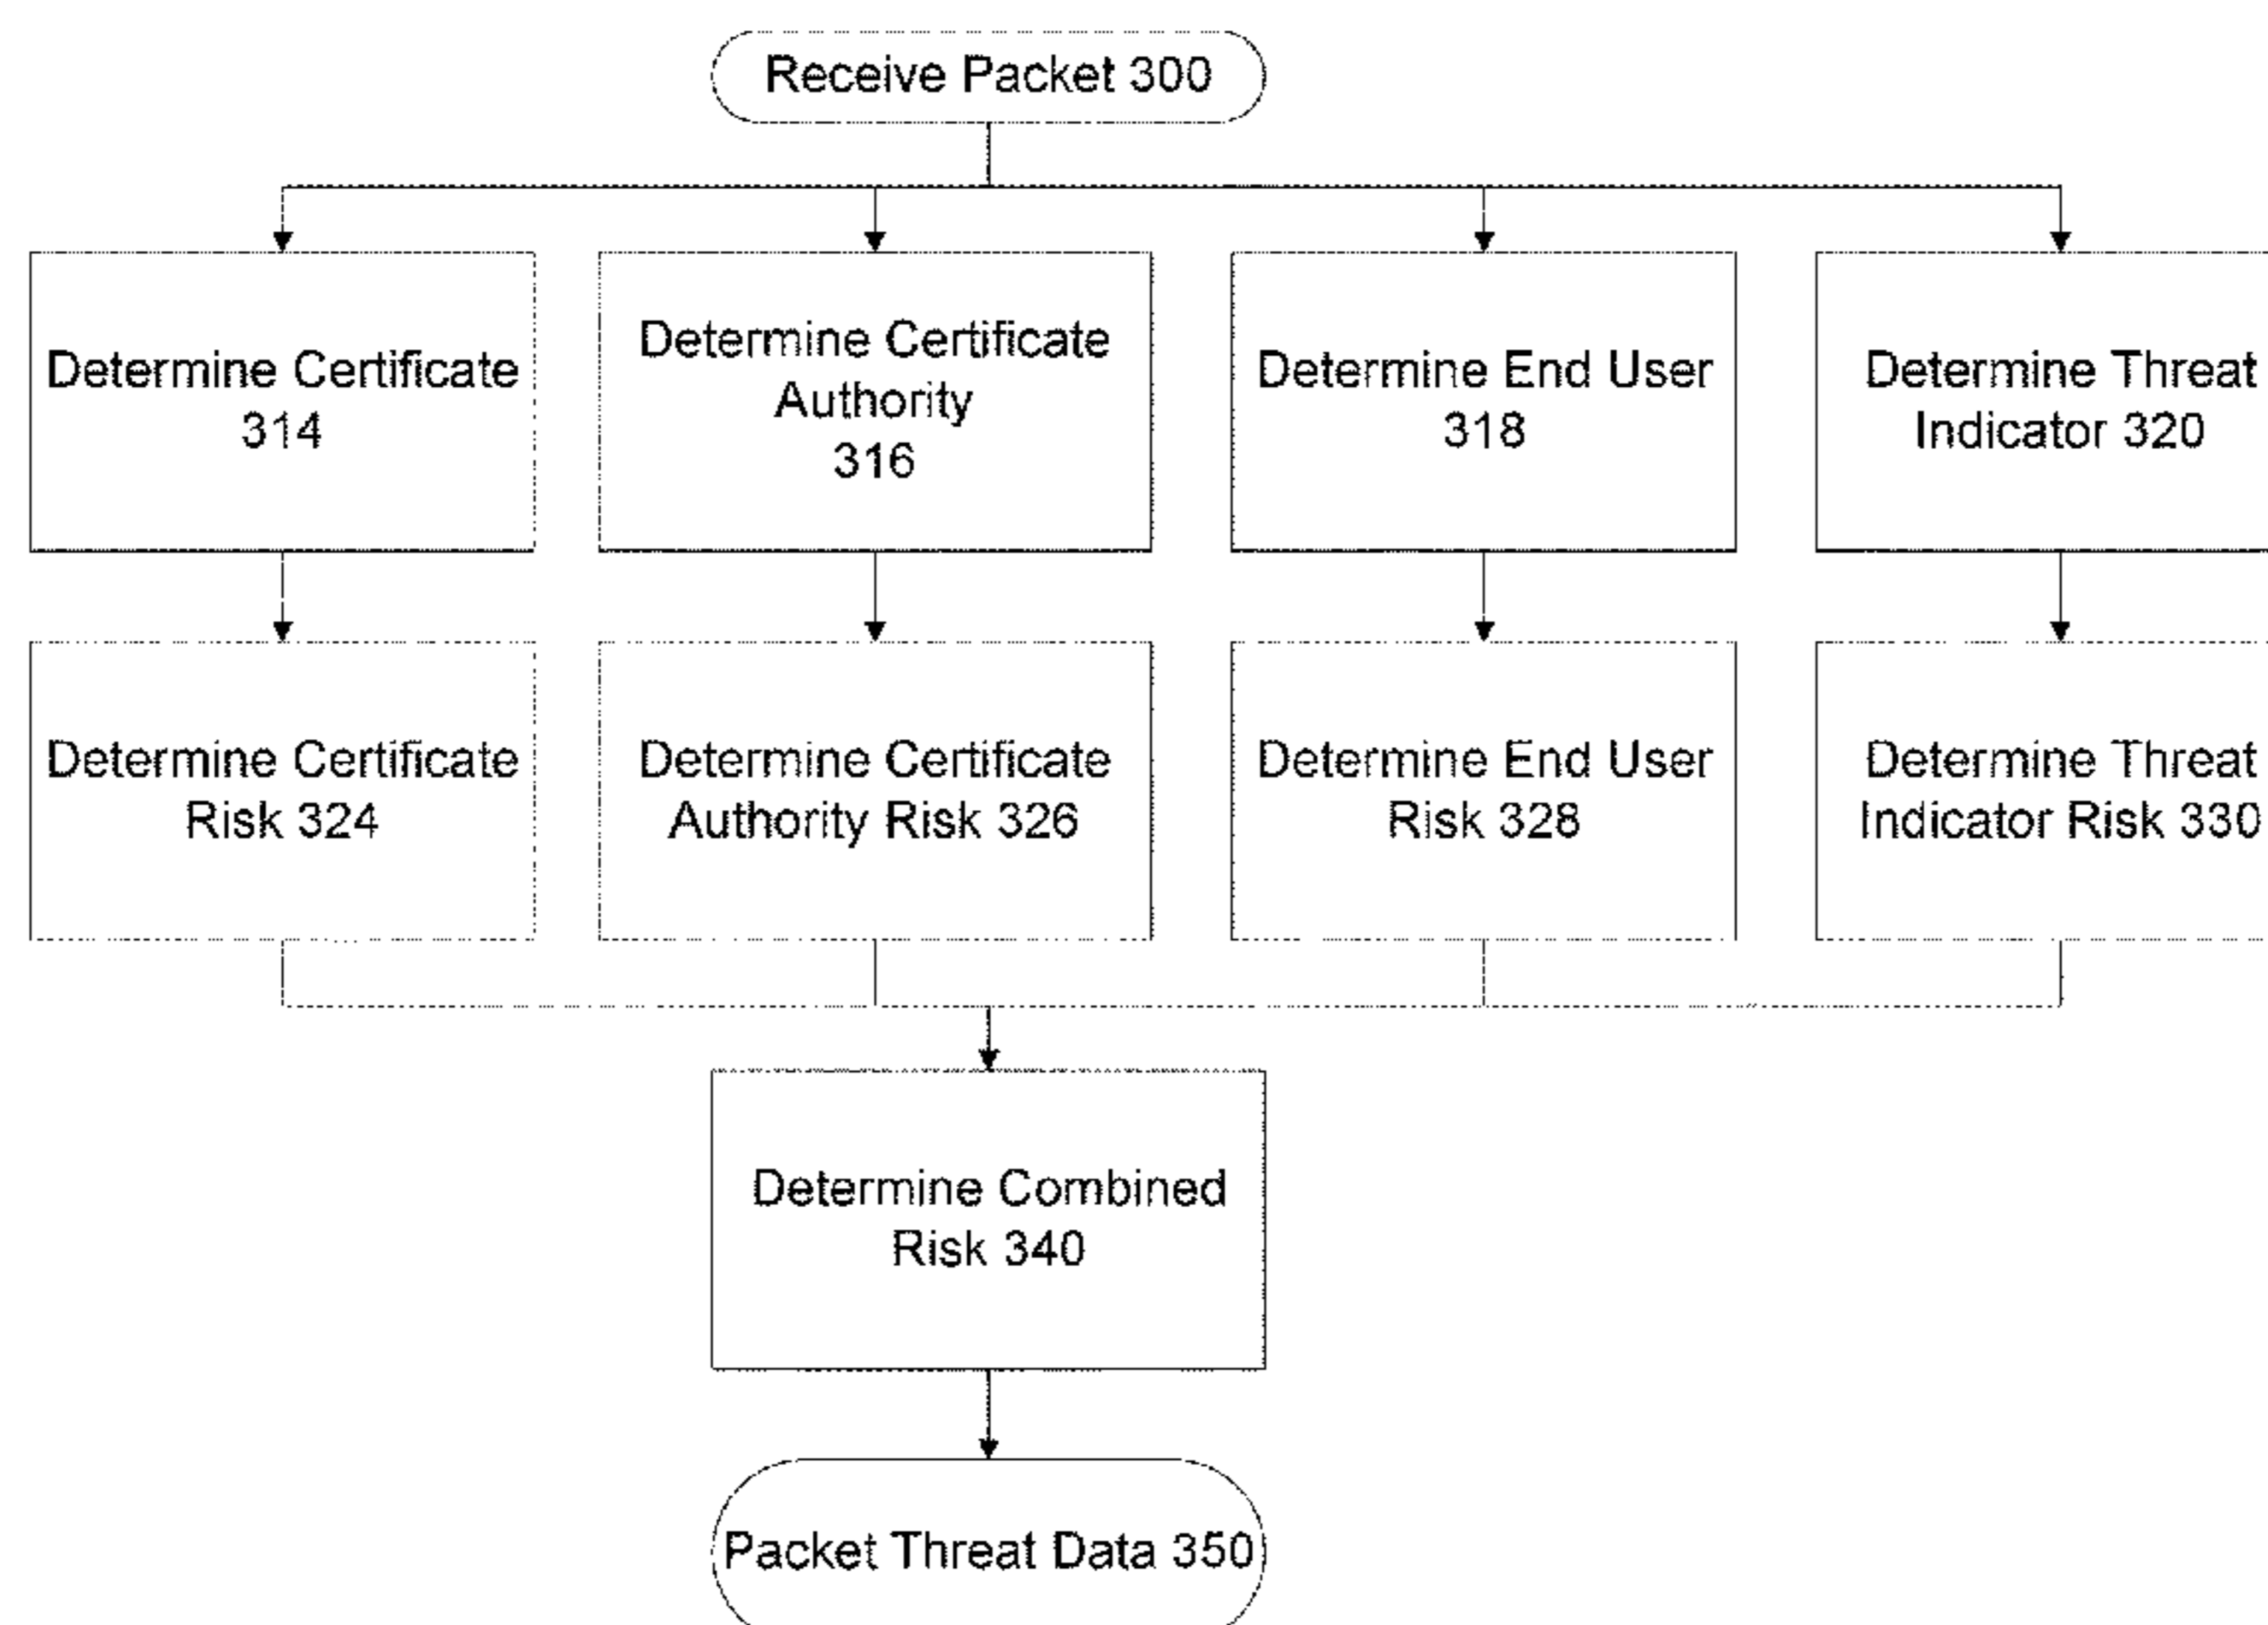 Receive Packet 300
Determine Certificate
314
Determine Certificate
Authority
316
Determine End User
318
Determine Threat
Indicator 320
Determine Certificate
Risk 324
Determine Certificate
Authority Risk 326
Determine End User
Risk 328
Determine Threat
Indicator Risk 330
Determine Combined
Risk 340
Packet Threat Data 350